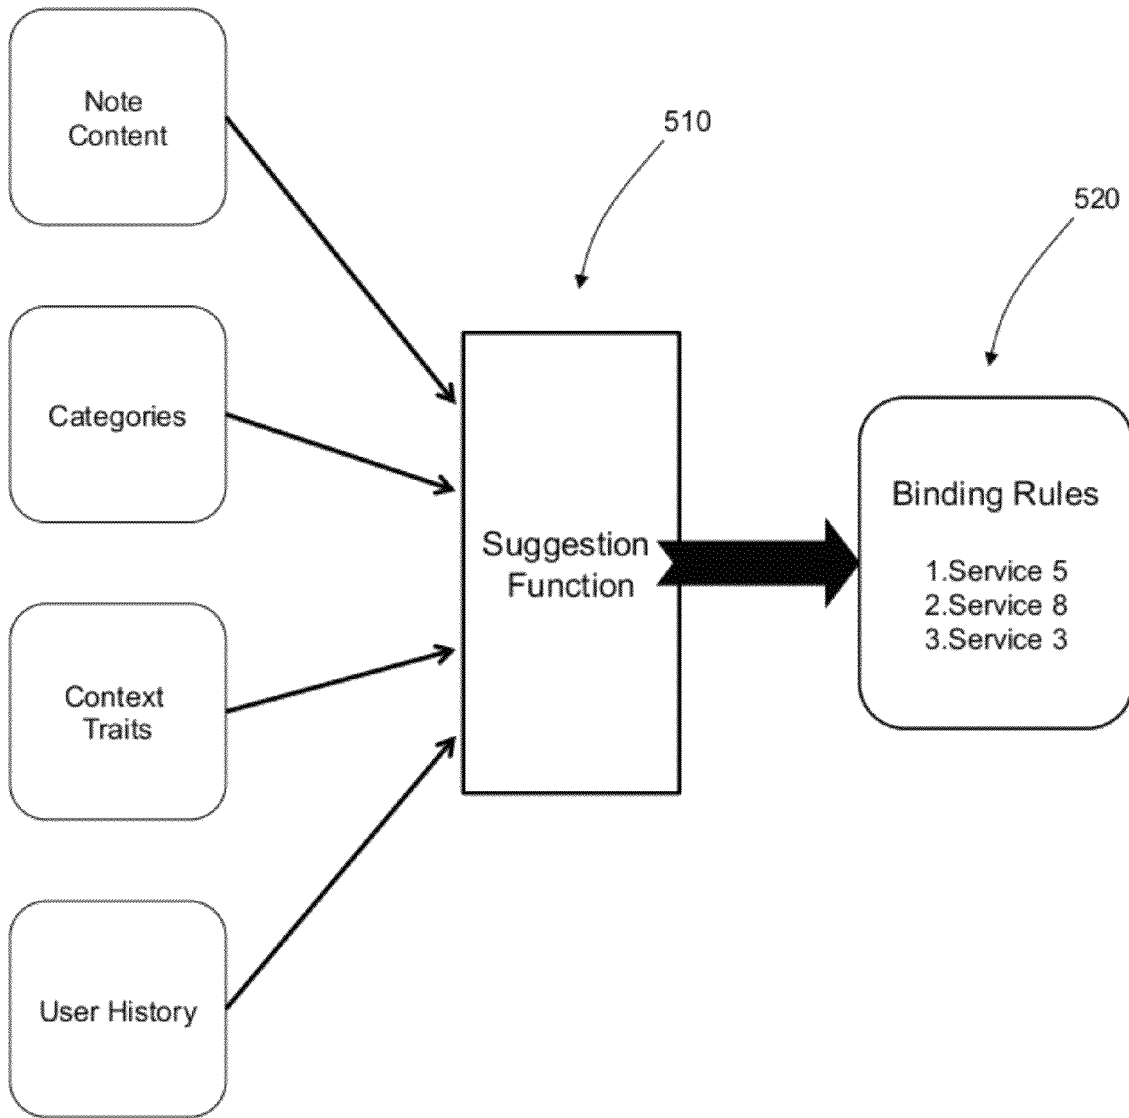 Note
Content
510
520
Categories
Binding Rules
Suggestion
Function
1.Service 5
2.Service 8
3.Service 3
Context
Traits
User History